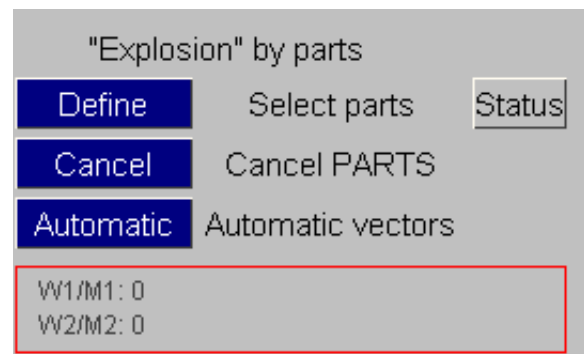 "Explosion" by parts
Define Select parts Status
Cancel Cancel PARTS
Automatic Automatic vectors
W1/M1: 0
W2/M2: 0